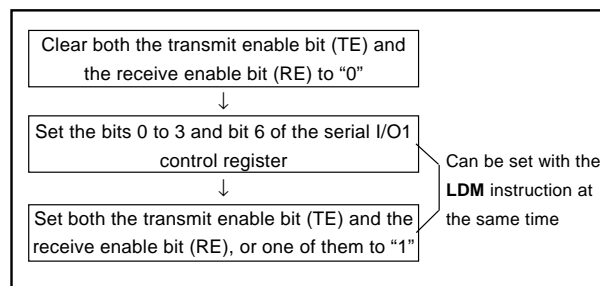 Clear both the transmit enable bit (TE) and
the receive enable bit (RE) to “0”
↓
Set the bits 0 to 3 and bit 6 of the serial I/O1
control register
↓
Set both the transmit enable bit (TE) and the
receive enable bit (RE), or one of them to “1”
Can be set with the
LDM instruction at
the same time